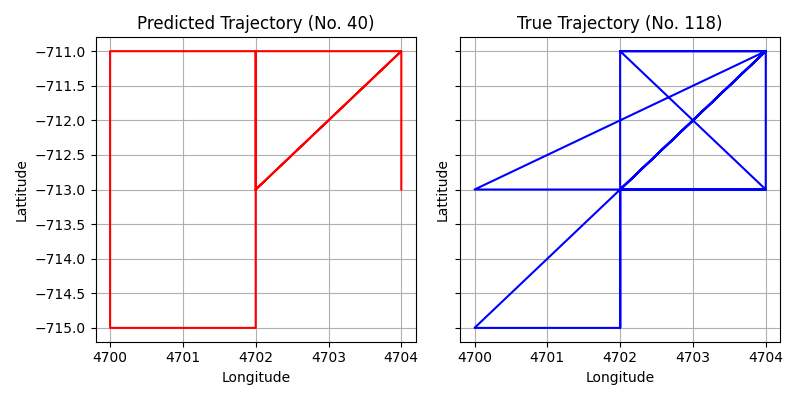 Predicted Trajectory (No. 40)
True Trajectory (No. 118)
Lattitude
−711.0
−711.5
−712.0
−712.5
−713.0
−713.5
−714.0
−714.5
−715.0
4700 4701 4702 4703 4704
Longitude
Lattitude
4700 4701 4702 4703 4704
Longitude